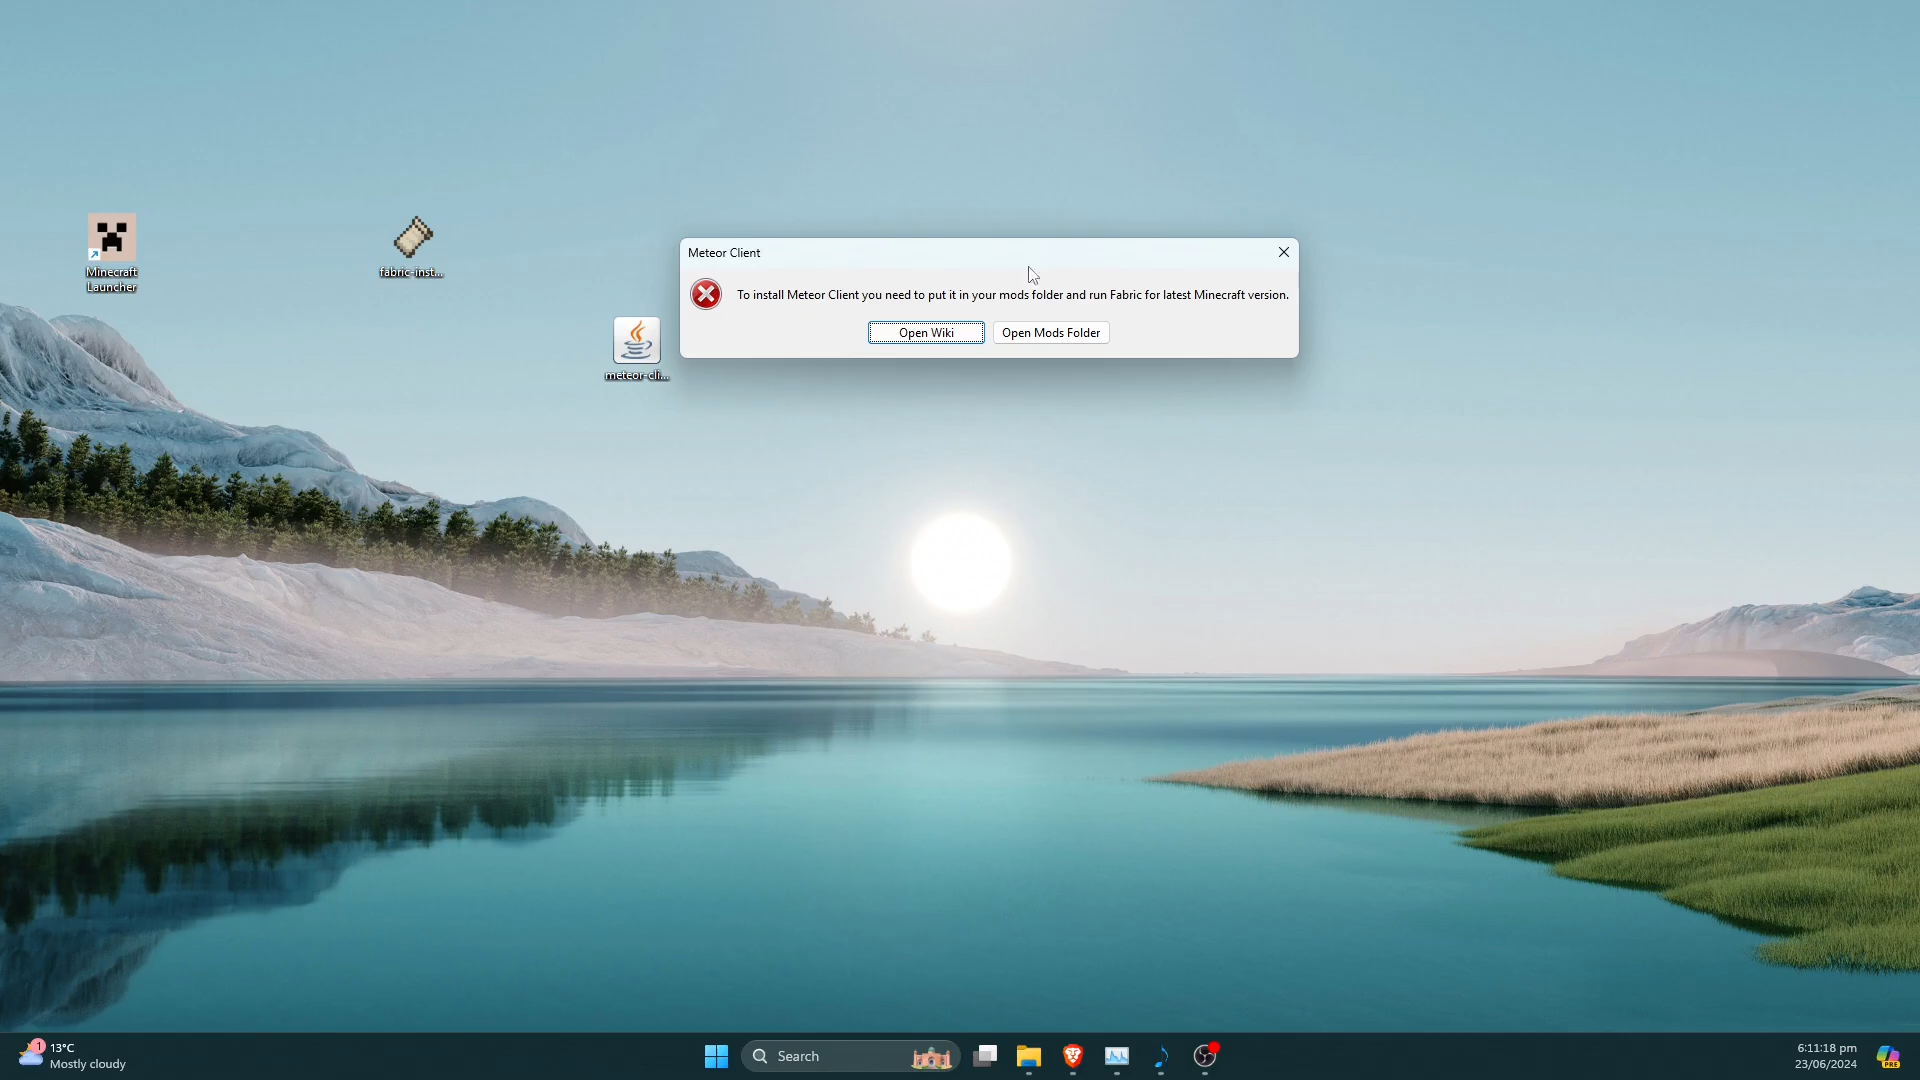 Minecraft
Launcher
fabric-inst...
meteor-cli...
Meteor Client
To install Meteor Client you need to put it in your mods folder and run Fabric for latest Minecraft version.
Open Wiki
Open Mods Folder
1
13°C
Mostly cloudy
Search
6:11:18 pm
23/06/2024
PRE